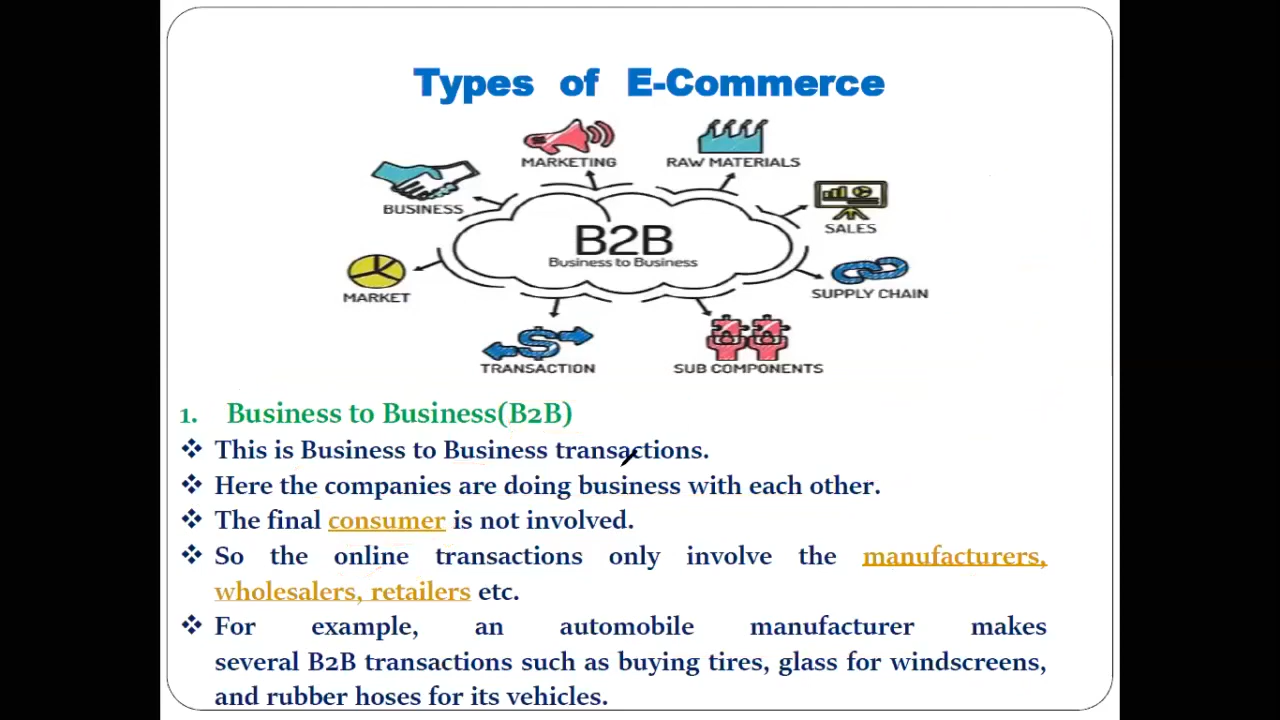 Types of E-Commerce
MARKETING
RAW MATERIALS
BUSINESS
SALES
B2B
Business to Business
MARKET
SUPPLY CHAIN
TRANSACTION
SUB COMPONENTS
1. Business to Business(B2B)
❖ This is Business to Business transactions.
❖ Here the companies are doing business with each other.
❖ The final consumer is not involved.
❖ So the online transactions only involve the manufacturers,
wholesalers, retailers etc.
❖ For example, an automobile manufacturer makes
several B2B transactions such as buying tires, glass for windscreens,
and rubber hoses for its vehicles.